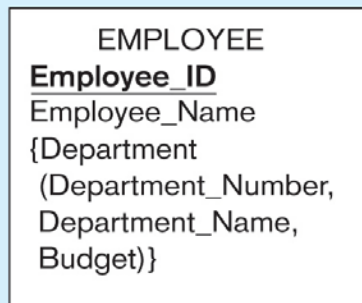 EMPLOYEE
Employee_ID
Employee_Name
{Department
(Department_Number,
Department_Name,
Budget)}